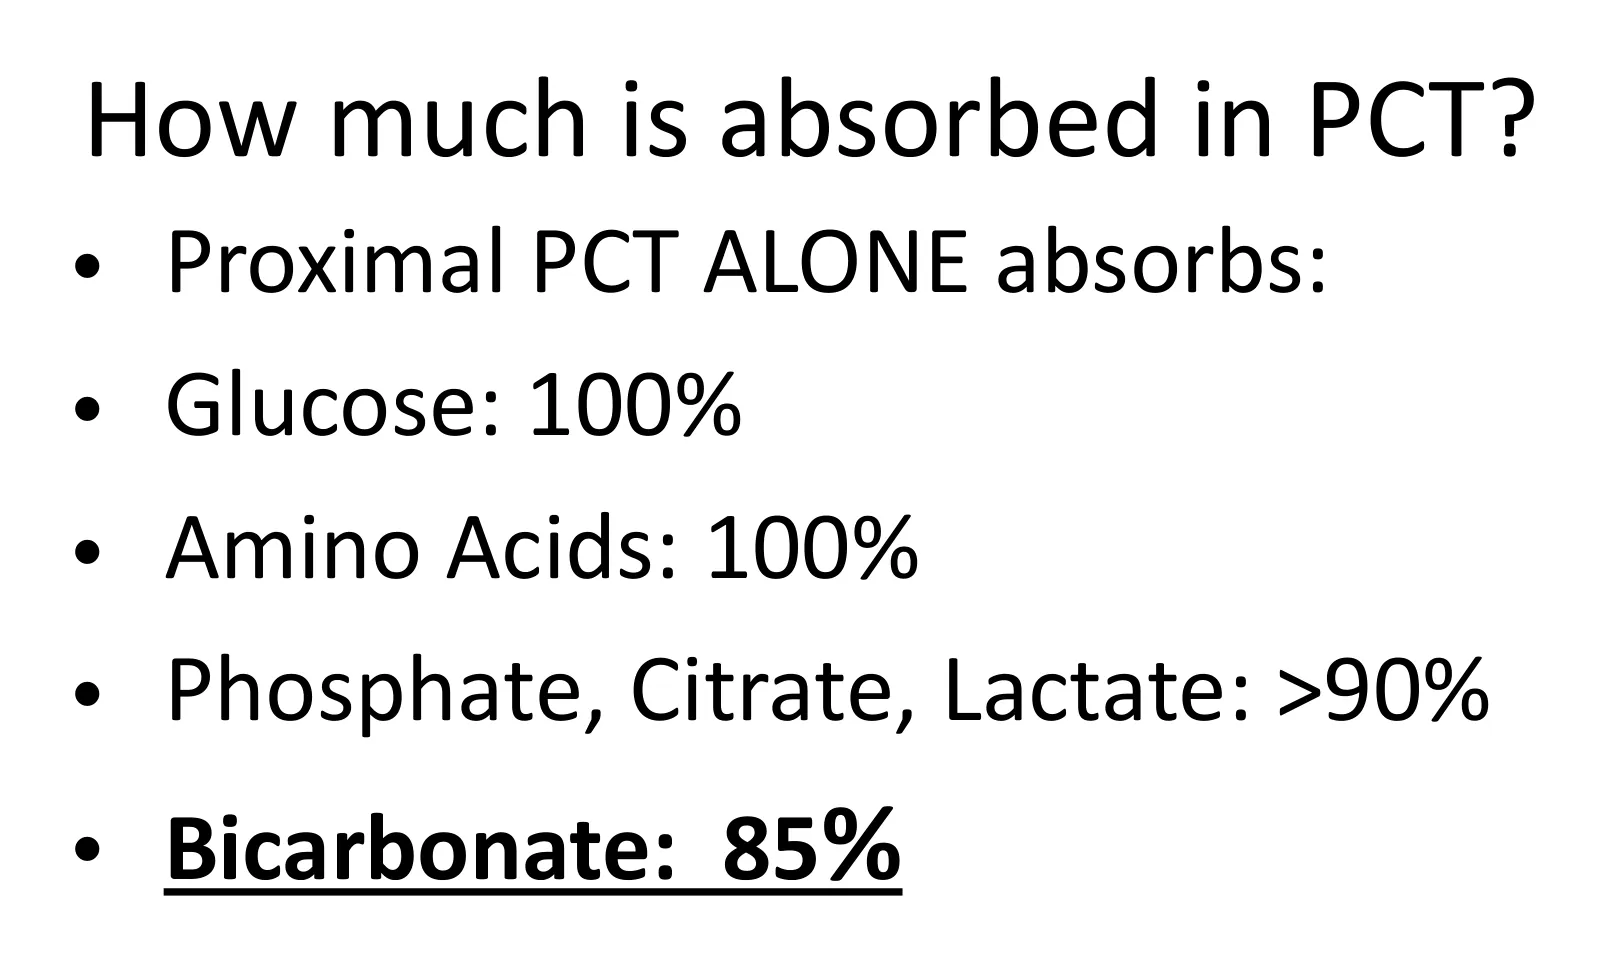 How much is absorbed in PCT?
• Proximal PCT ALONE absorbs:
• Glucose: 100%
• Amino Acids: 100%
• Phosphate, Citrate, Lactate: >90%
• Bicarbonate:  85%